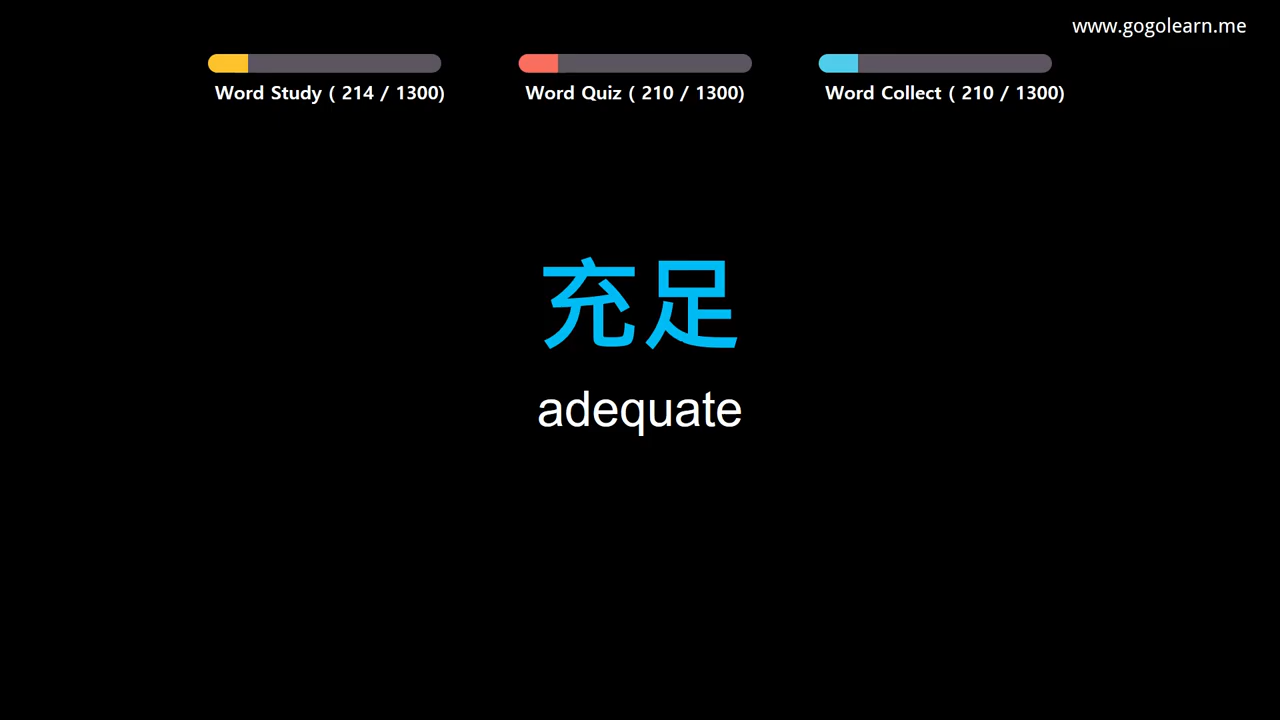 www.gogolearn.me
Word Study ( 214 / 1300)
Word Quiz ( 210 / 1300)
Word Collect ( 210 / 1300)
充足
adequate